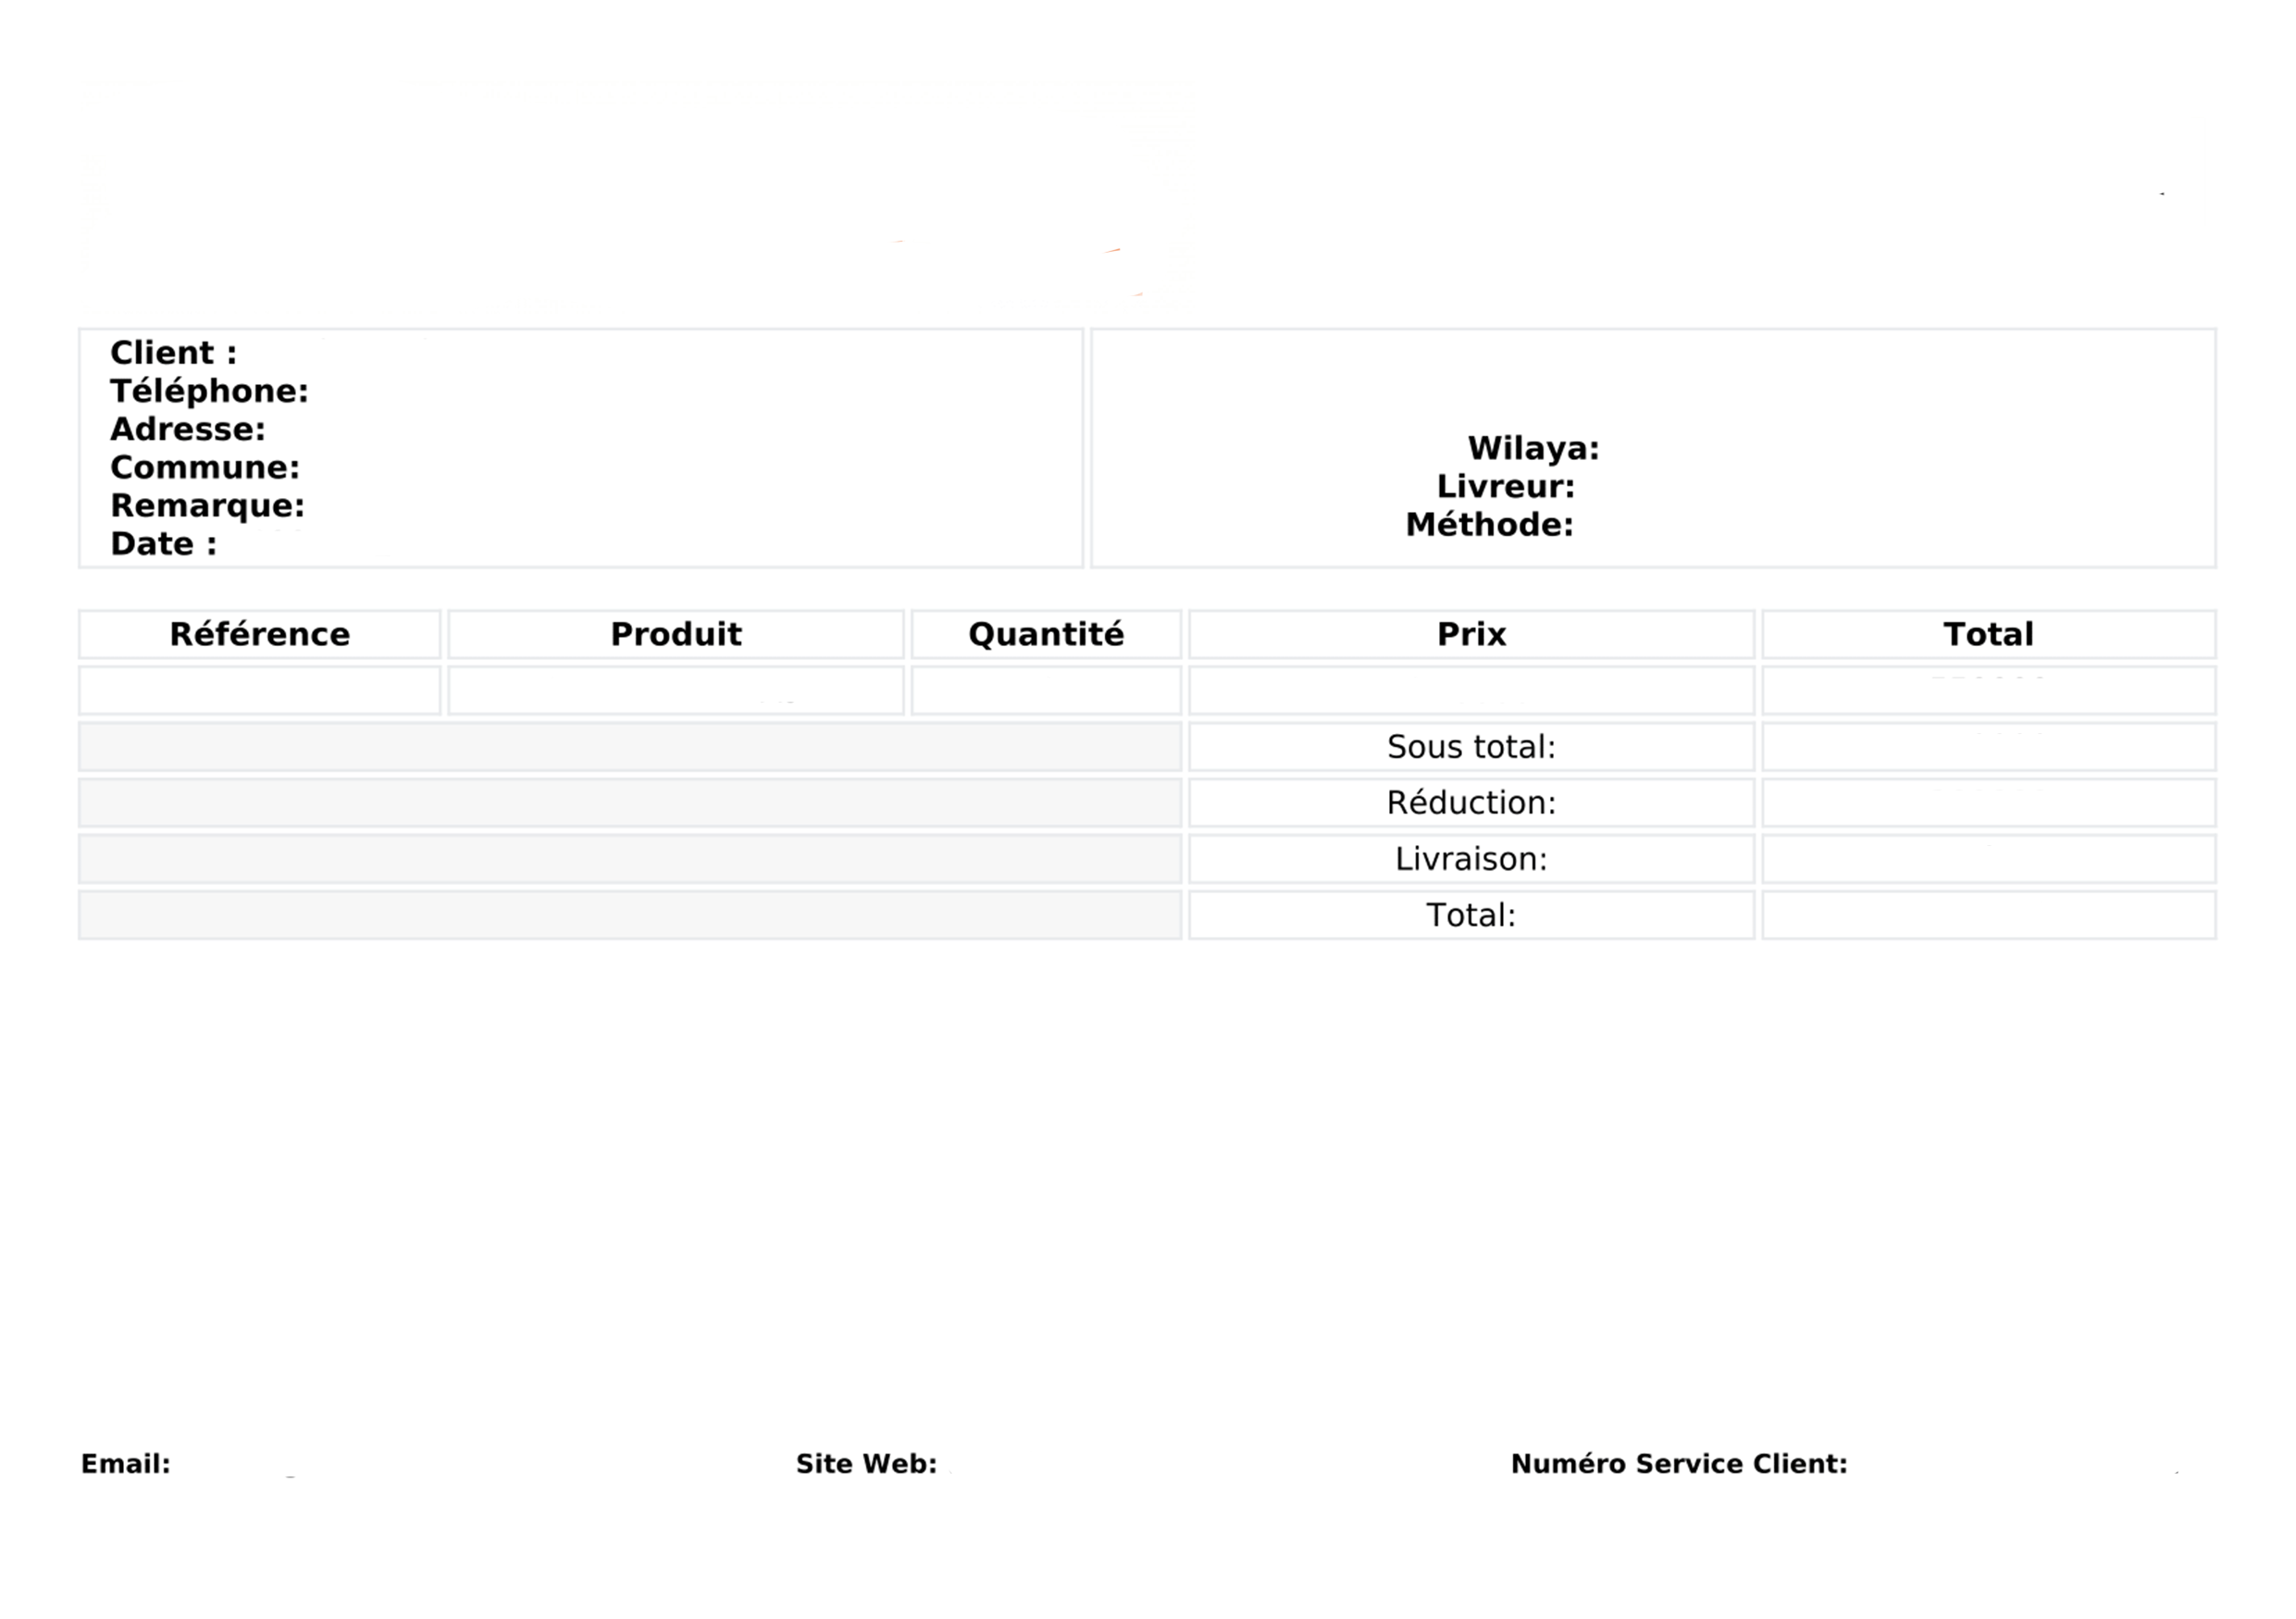 Client :
Téléphone:
Adresse:
Commune:
Remarque:
Date :
Wilaya:
Livreur:
Méthode:
Référence Produit Quantité Prix Total
Sous total:
Réduction:
Livraison:
Total:
Email: Site Web: Numéro Service Client: